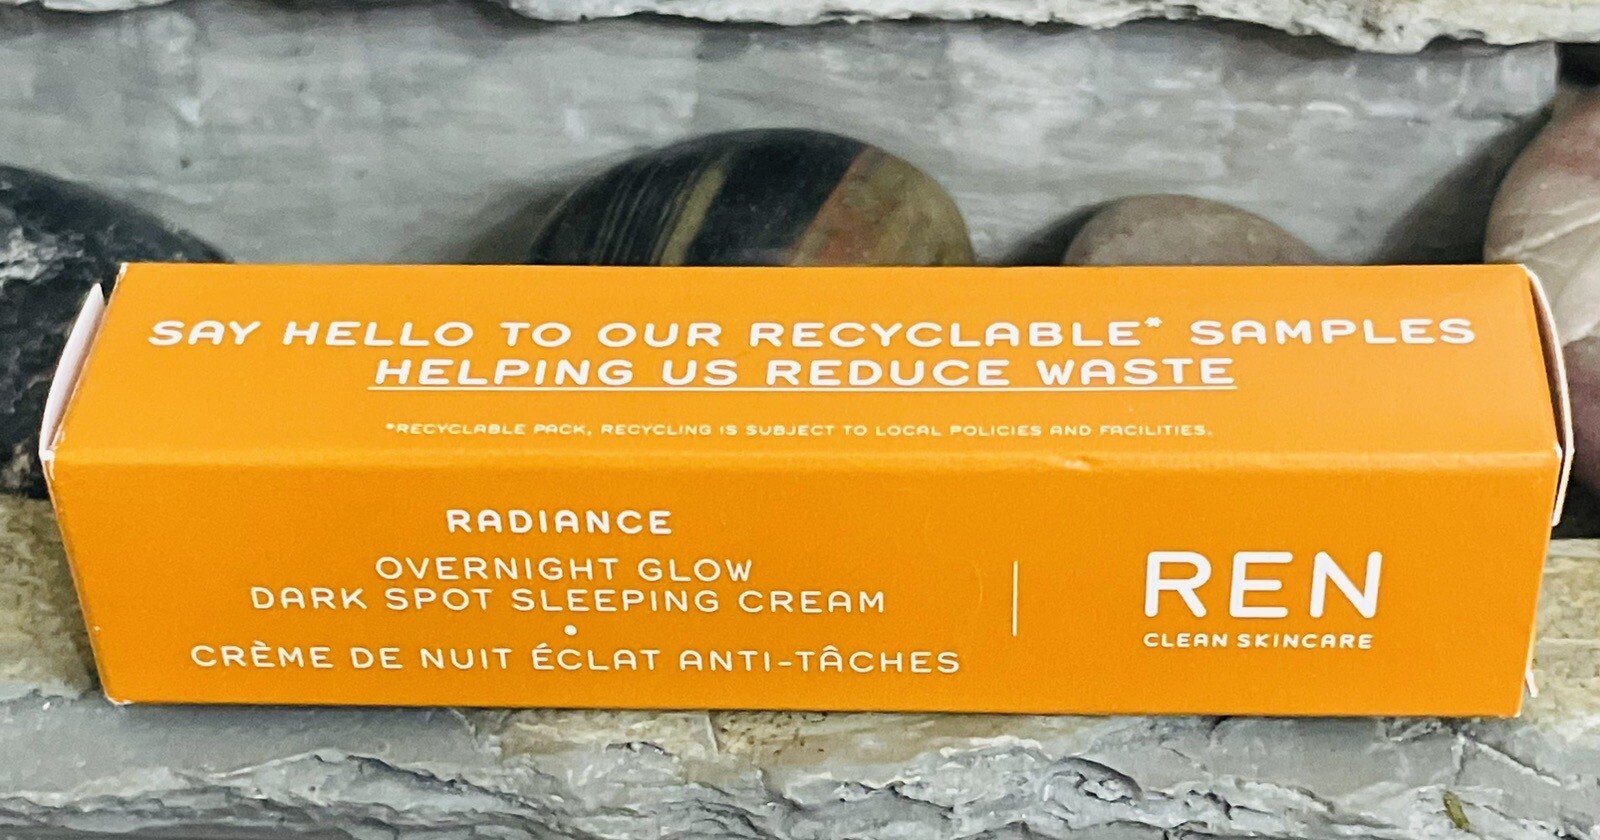 SAY HELLO TO OUR RECYCLABLE* SAMPLES
HELPING US REDUCE WASTE
*RECYCLABLE PACK, RECYCLING IS SUBJECT TO LOCAL POLICIES AND FACILITIES.
RADIANCE
OVERNIGHT GLOW
DARK SPOT SLEEPING CREAM
•
CRÈME DE NUIT ÉCLAT ANTI-TÂCHES
REN
CLEAN SKINCARE